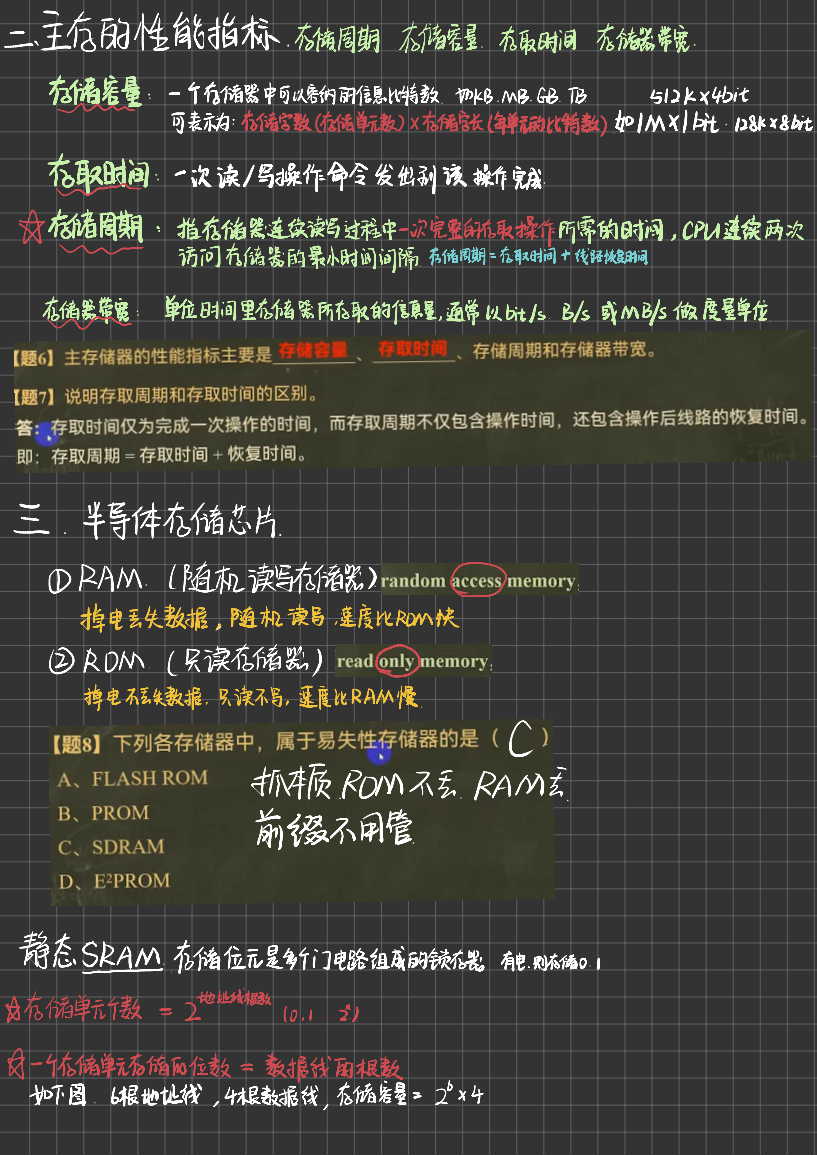 二、主存的性能指标. 存储周期 存储容量 存取时间 存储器带宽.
存储容量: 一个存储器中可以容纳的信息比特数. 如KB.MB.GB.TB 512K×4bit
可表示为: 存储字数(存储单元数)×存储字长(每单元的比特数) 如1M×1bit. 128K×8bit
存取时间: 一次读/写操作命令发出到该操作完成
☆存储周期: 指存储器连续读写过程中一次完整的存取操作所需的时间, CPU连续两次
访问存储器的最小时间间隔. 存储周期=存取时间+线路恢复时间
存储器带宽: 单位时间里存储器所存取的信息量, 通常以bit/s. B/s 或MB/s做度量单位
【题6】主存储器的性能指标主要是 存储容量 、 存取时间 、存储周期和存储器带宽。
【题7】说明存取周期和存取时间的区别。
答：存取时间仅为完成一次操作的时间，而存取周期不仅包含操作时间，还包含操作后线路的恢复时间。
即：存取周期 = 存取时间 + 恢复时间。
三. 半导体存储芯片.
① RAM. (随机读写存储器) random access memory,
掉电丢失数据, 随机读写. 速度比ROM快
② ROM. (只读存储器) read only memory,
掉电不丢失数据. 只读不写, 速度比RAM慢.
【题8】下列各存储器中，属于易失性存储器的是（ C ）
A、FLASH ROM 抓本质. ROM不丢. RAM丢.
B、PROM 前缀不用管.
C、SDRAM
D、E²PROM
静态SRAM. 存储位元是多个门电路组成的锁存器. 有电.则存储0.1
☆存储单元个数 = 2^地址线根数 (0.1
☆一个存储单元存储的位数 = 数据线的根数
如下图. 6根地址线, 4根数据线, 存储容量= 2⁶×4